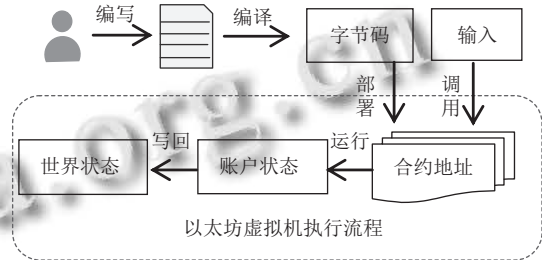 编写
编译
字节码
输入
部署
调用
世界状态
写回
账户状态
运行
合约地址
以太坊虚拟机执行流程
.org.cn